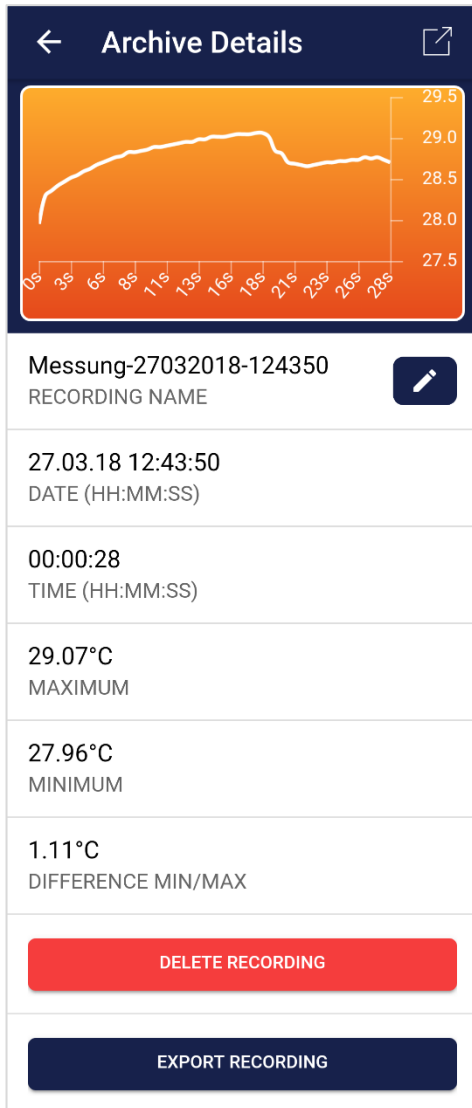 Archive Details
29.5
29.0
28.5
28.0
27.5
0s 3s 6s 8s 11s 13s 16s 18s 21s 23s 26s 28s
Messung-27032018-124350
RECORDING NAME
27.03.18 12:43:50
DATE (HH:MM:SS)
00:00:28
TIME (HH:MM:SS)
29.07°C
MAXIMUM
27.96°C
MINIMUM
1.11°C
DIFFERENCE MIN/MAX
DELETE RECORDING
EXPORT RECORDING